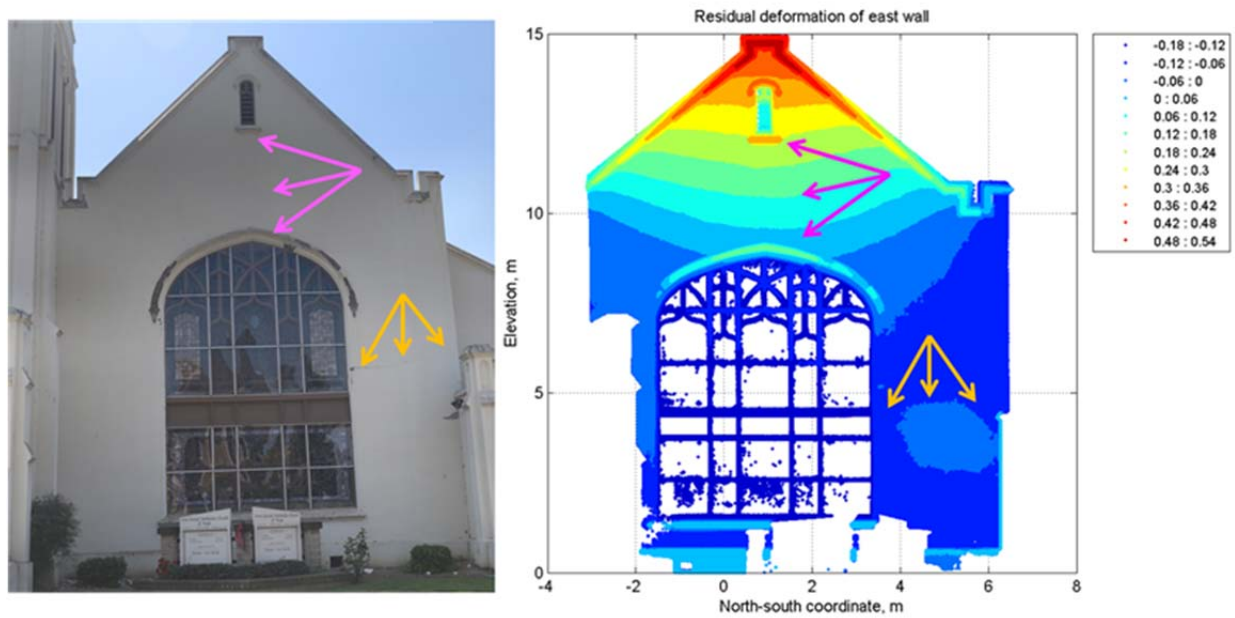 Residual deformation of east wall
15
10
5
0
Elevation, m
-4
-2
0
2
4
6
8
North-south coordinate, m
-0.18 : -0.12
-0.12 : -0.06
-0.06 : 0
0 : 0.06
0.06 : 0.12
0.12 : 0.18
0.18 : 0.24
0.24 : 0.3
0.3 : 0.36
0.36 : 0.42
0.42 : 0.48
0.48 : 0.54